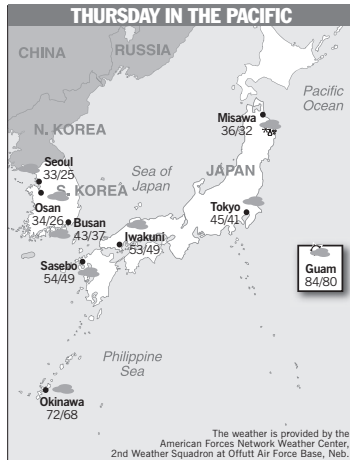 THURSDAY IN THE PACIFIC
CHINA
RUSSIA
Pacific
Ocean
Misawa
36/32
N. KOREA
Seoul
33/25
Sea of
Japan
JAPAN
S. KOREA
Osan
34/26
Busan
43/37
Tokyo
45/41
Iwakuni
53/49
Sasebo
54/49
Guam
84/80
Philippine
Sea
Okinawa
72/68
The weather is provided by the
American Forces Network Weather Center,
2nd Weather Squadron at Offutt Air Force Base, Neb.